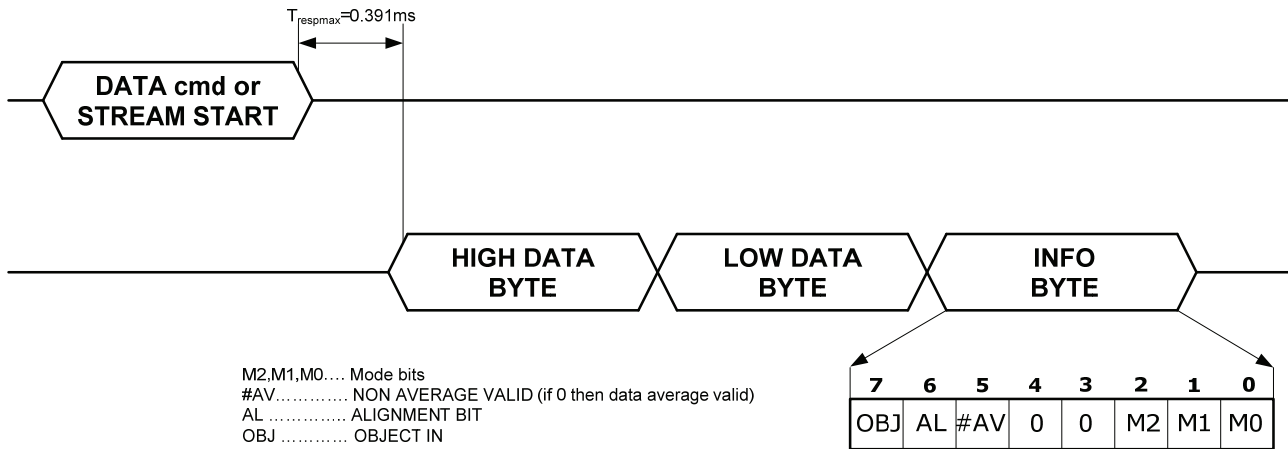 Trespmax=0.391ms
DATA cmd or
STREAM START
HIGH DATA
BYTE
LOW DATA
BYTE
INFO
BYTE
M2,M1,M0.... Mode bits
#AV............. NON AVERAGE VALID (if 0 then data average valid)
AL .............. ALIGNMENT BIT
OBJ ............ OBJECT IN
7 6 5 4 3 2 1 0
OBJ AL #AV 0 0 M2 M1 M0